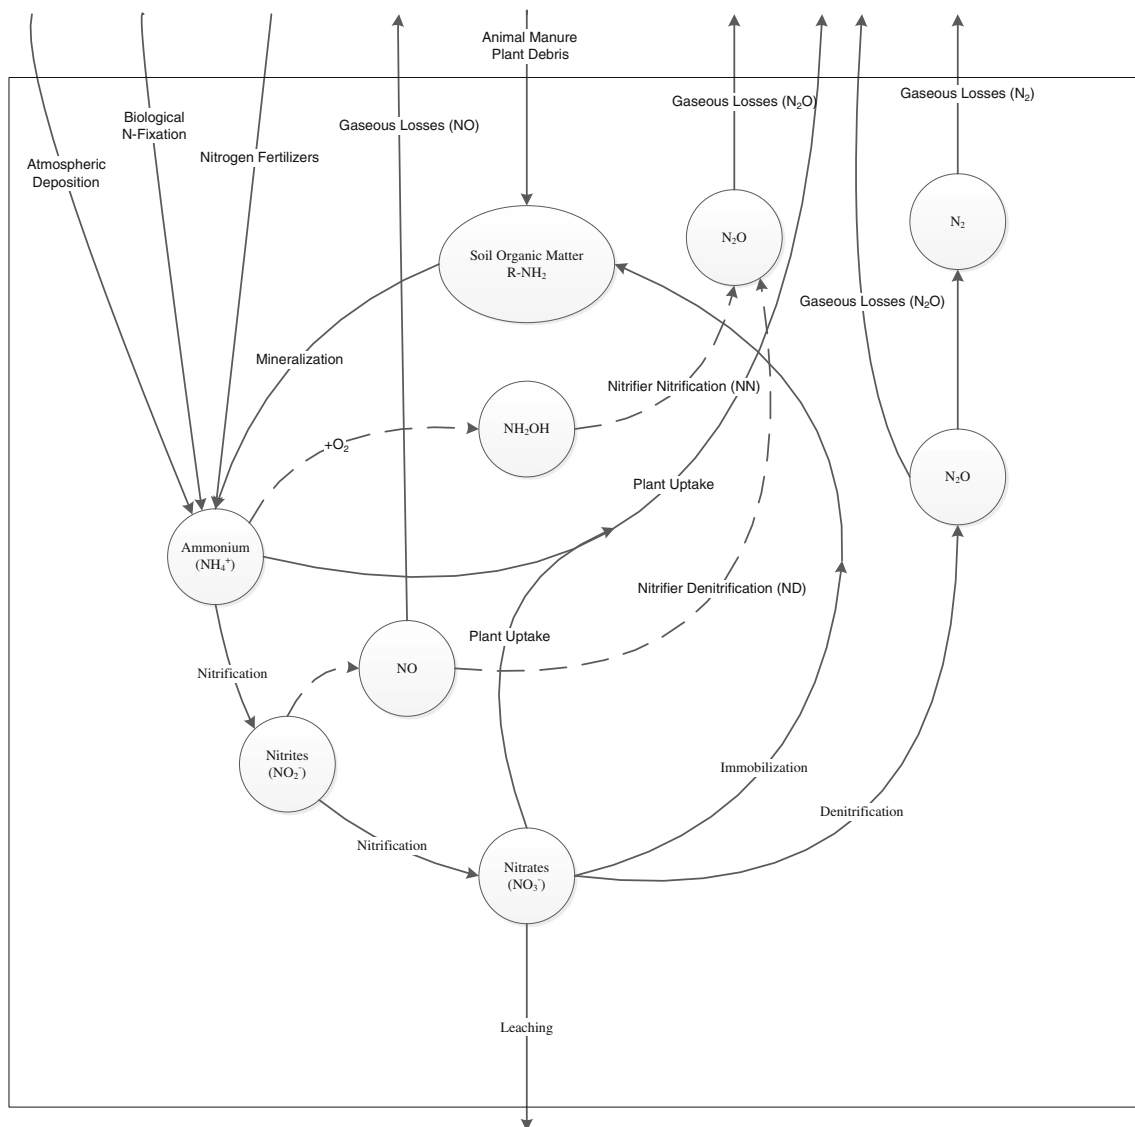 Animal Manure
Plant Debris
Gaseous Losses (N₂O)
Gaseous Losses (N₂)
Biological
N-Fixation
Gaseous Losses (NO)
Nitrogen Fertilizers
Atmospheric
Deposition
N₂O
N₂
Soil Organic Matter
R-NH₂
Gaseous Losses (N₂O)
Mineralization
Nitrifier Nitrification (NN)
NH₂OH
+O₂
Plant Uptake
N₂O
Ammonium
(NH₄⁺)
Nitrifier Denitrification (ND)
Plant Uptake
NO
Nitrification
Nitrites
(NO₂⁻)
Immobilization
Denitrification
Nitrification
Nitrates
(NO₃⁻)
Leaching